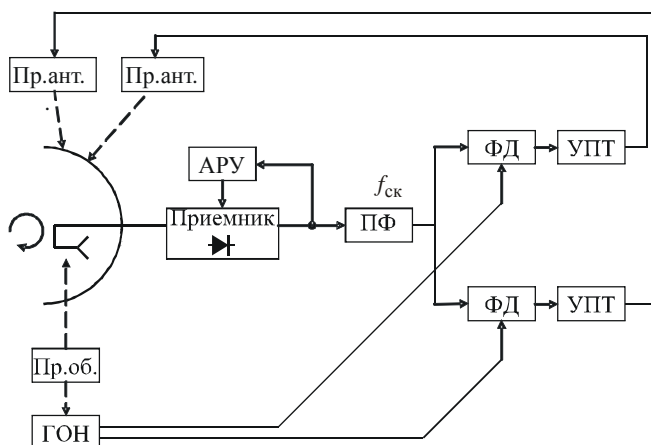 Пр.ант.
Пр.ант.
АРУ
Приемник
fск
ПФ
ФД
УПТ
ФД
УПТ
Пр.об.
ГОН